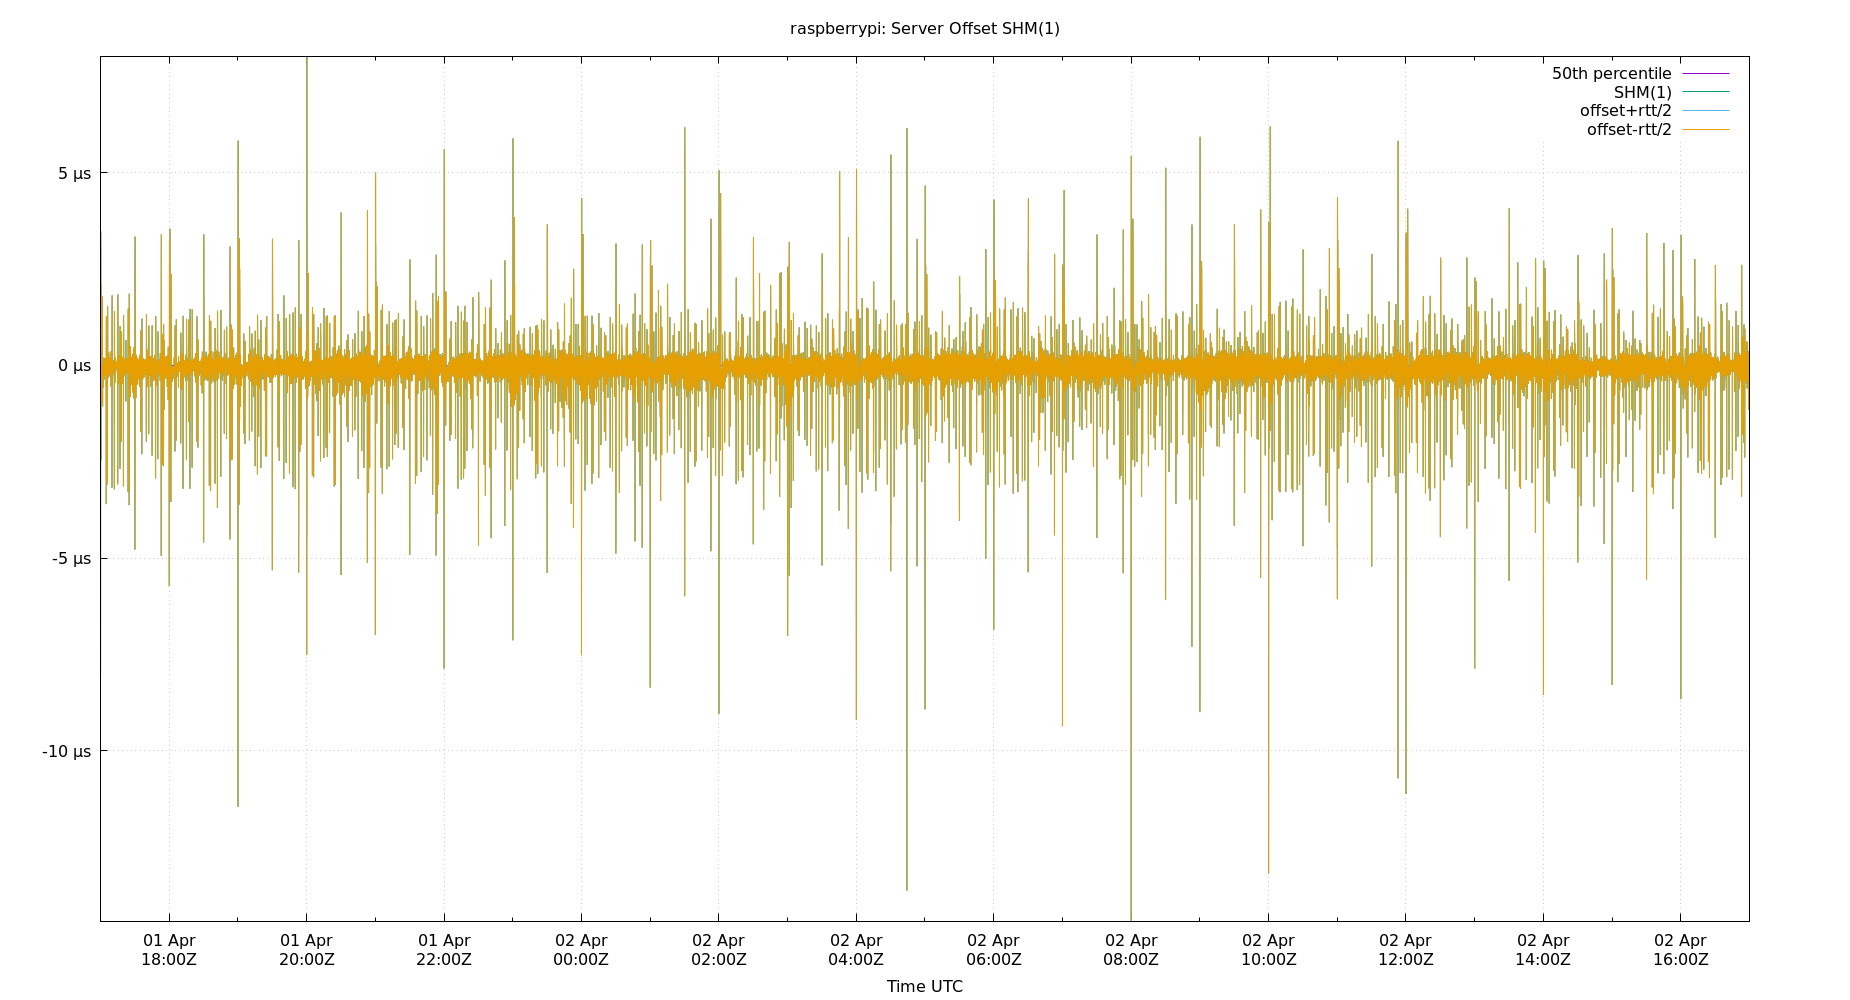 raspberrypi: Server Offset SHM(1)
50th percentile
SHM(1)
offset+rtt/2
offset-rtt/2
5 µs
0 µs
-5 µs
-10 µs
01 Apr 01 Apr 01 Apr 02 Apr 02 Apr 02 Apr 02 Apr 02 Apr 02 Apr 02 Apr 02 Apr 02 Apr
18:00Z 20:00Z 22:00Z 00:00Z 02:00Z 04:00Z 06:00Z 08:00Z 10:00Z 12:00Z 14:00Z 16:00Z
Time UTC